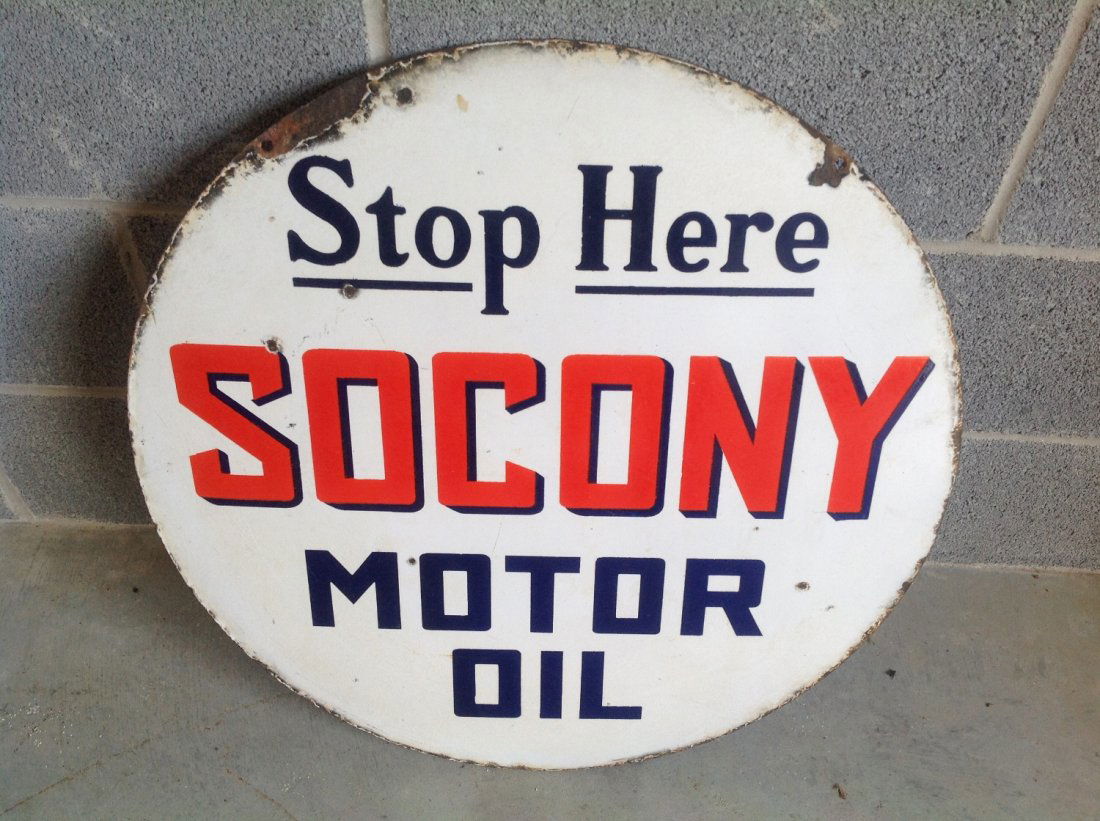 Stop Here
SOCONY
MOTOR
OIL